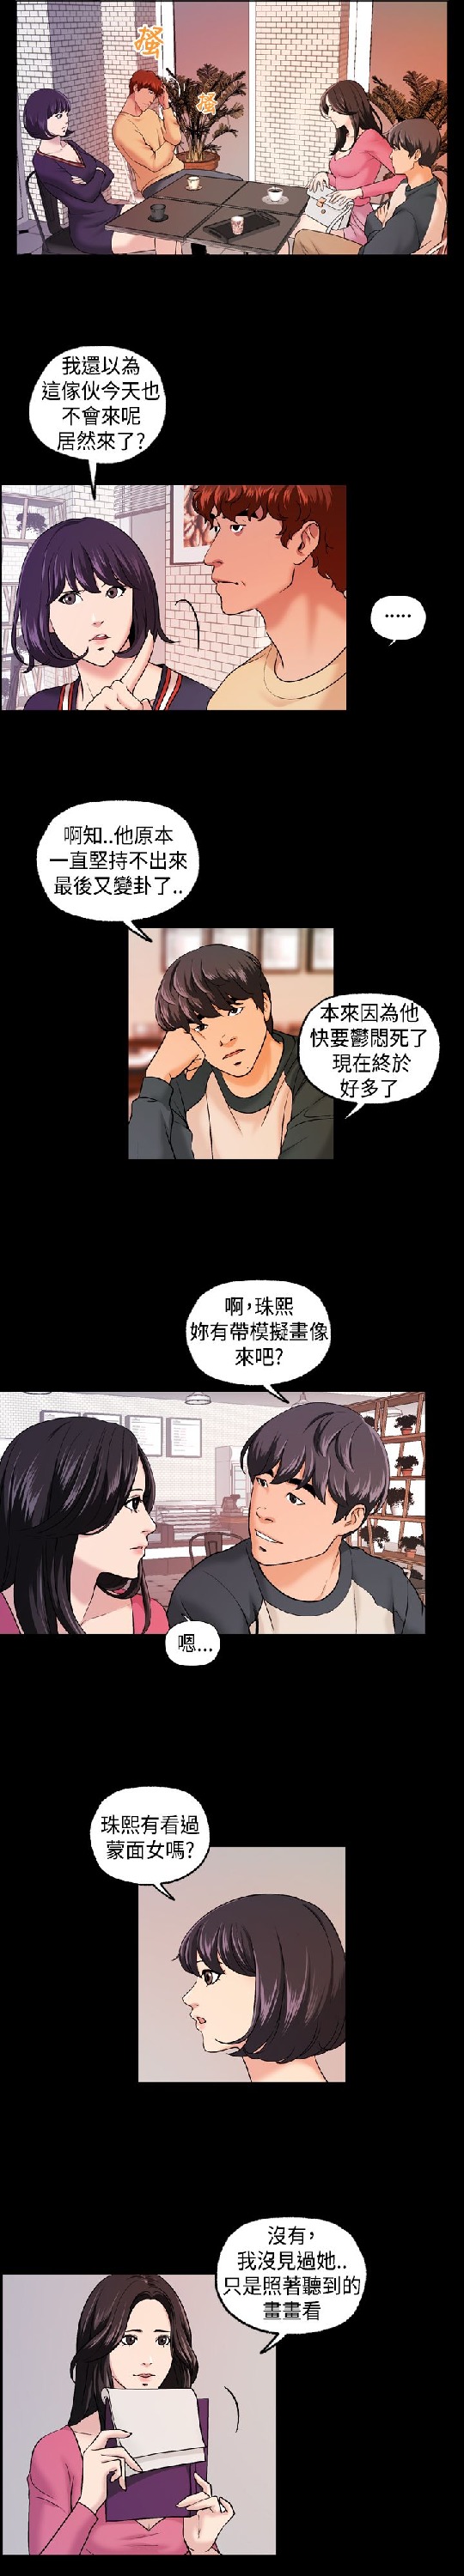 搔
搔
我還以為
這傢伙今天也
不會來呢
居然來了?
.....
啊知..他原本
一直堅持不出來
最後又變卦了..
本來因為他
快要鬱悶死了
現在終於
好多了
啊,珠熙
妳有帶模擬畫像
來吧?
嗯...
珠熙有看過
蒙面女嗎?
沒有,
我沒見過她..
只是照著聽到的
畫畫看